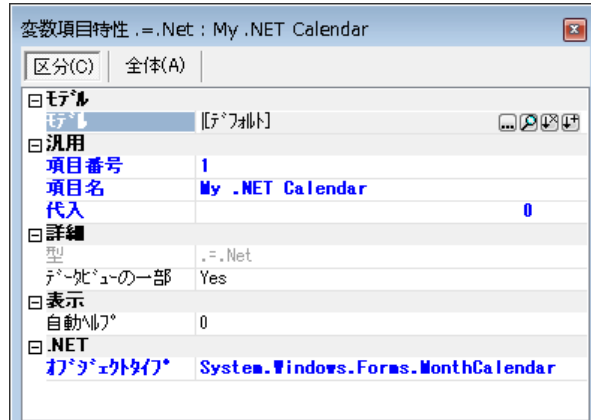 変数項目特性 .=.Net : My .NET Calendar
区分(C) 全体(A)
ﾓﾃﾞﾙ
ﾓﾃﾞﾙ [ﾃﾞﾌｫﾙﾄ]
汎用
項目番号 1
項目名 My .NET Calendar
代入 0
詳細
型 .=.Net
ﾃﾞｰﾀﾋﾞｭｰの一部 Yes
表示
自動ﾍﾙﾌﾟ 0
.NET
ｵﾌﾞｼﾞｪｸﾄﾀｲﾌﾟ System.Windows.Forms.MonthCalendar